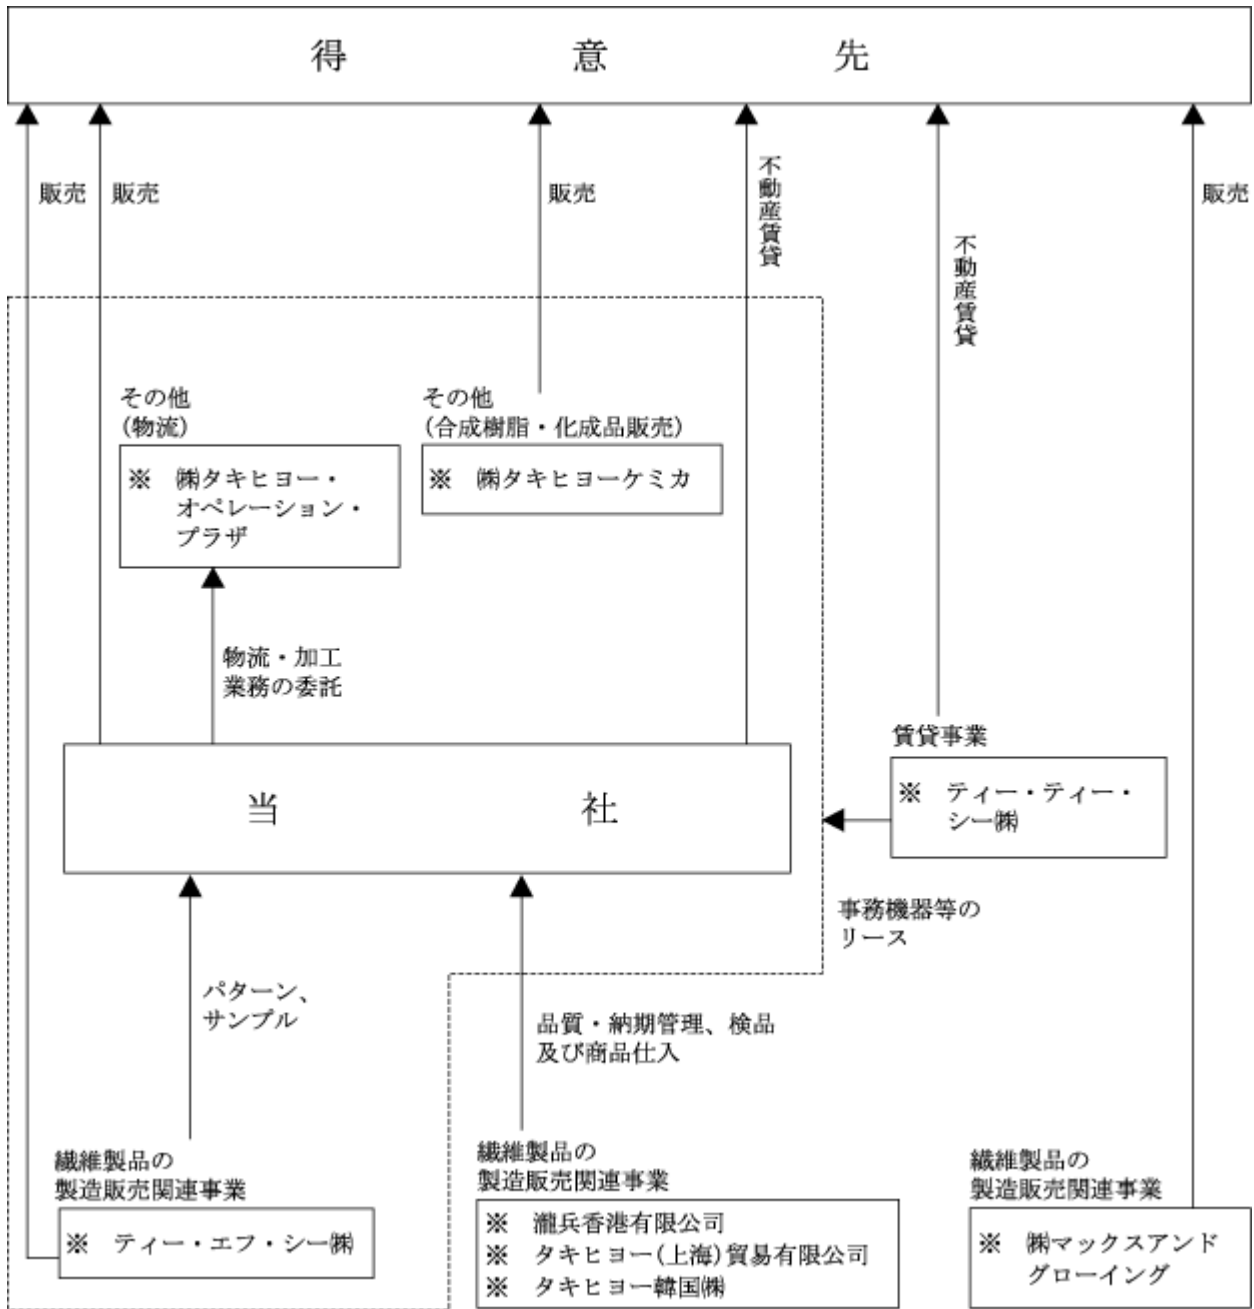 得意先
販売
販売
販売
不動産賃貸
不動産賃貸
販売
その他
(物流)
※ ㈱タキヒヨー・
オペレーション・
プラザ
その他
(合成樹脂・化成品販売)
※ ㈱タキヒヨーケミカ
物流・加工
業務の委託
賃貸事業
※ ティー・ティー・
シー㈱
当社
事務機器等の
リース
パターン、
サンプル
品質・納期管理、検品
及び商品仕入
繊維製品の
製造販売関連事業
※ ティー・エフ・シー㈱
繊維製品の
製造販売関連事業
※ 瀧兵香港有限公司
※ タキヒヨー(上海)貿易有限公司
※ タキヒヨー韓国㈱
繊維製品の
製造販売関連事業
※ ㈱マックスアンド
グローイング